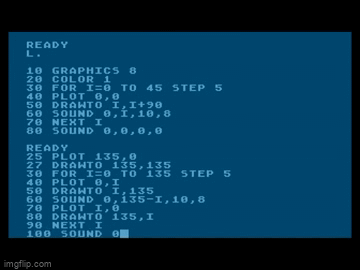 READY
L.
10 GRAPHICS 8
20 COLOR 1
30 FOR I=0 TO 45 STEP 5
40 PLOT 0,0
50 DRAWTO I,I+90
60 SOUND 0,I,10,8
70 NEXT I
80 SOUND 0,0,0,0
READY
25 PLOT 135,0
27 DRAWTO 135,135
30 FOR I=0 TO 135 STEP 5
40 PLOT 0,I
50 DRAWTO I,135
60 SOUND 0,135-I,10,8
70 PLOT I,0
80 DRAWTO 135,I
90 NEXT I
100 SOUND 0
imgflip.com